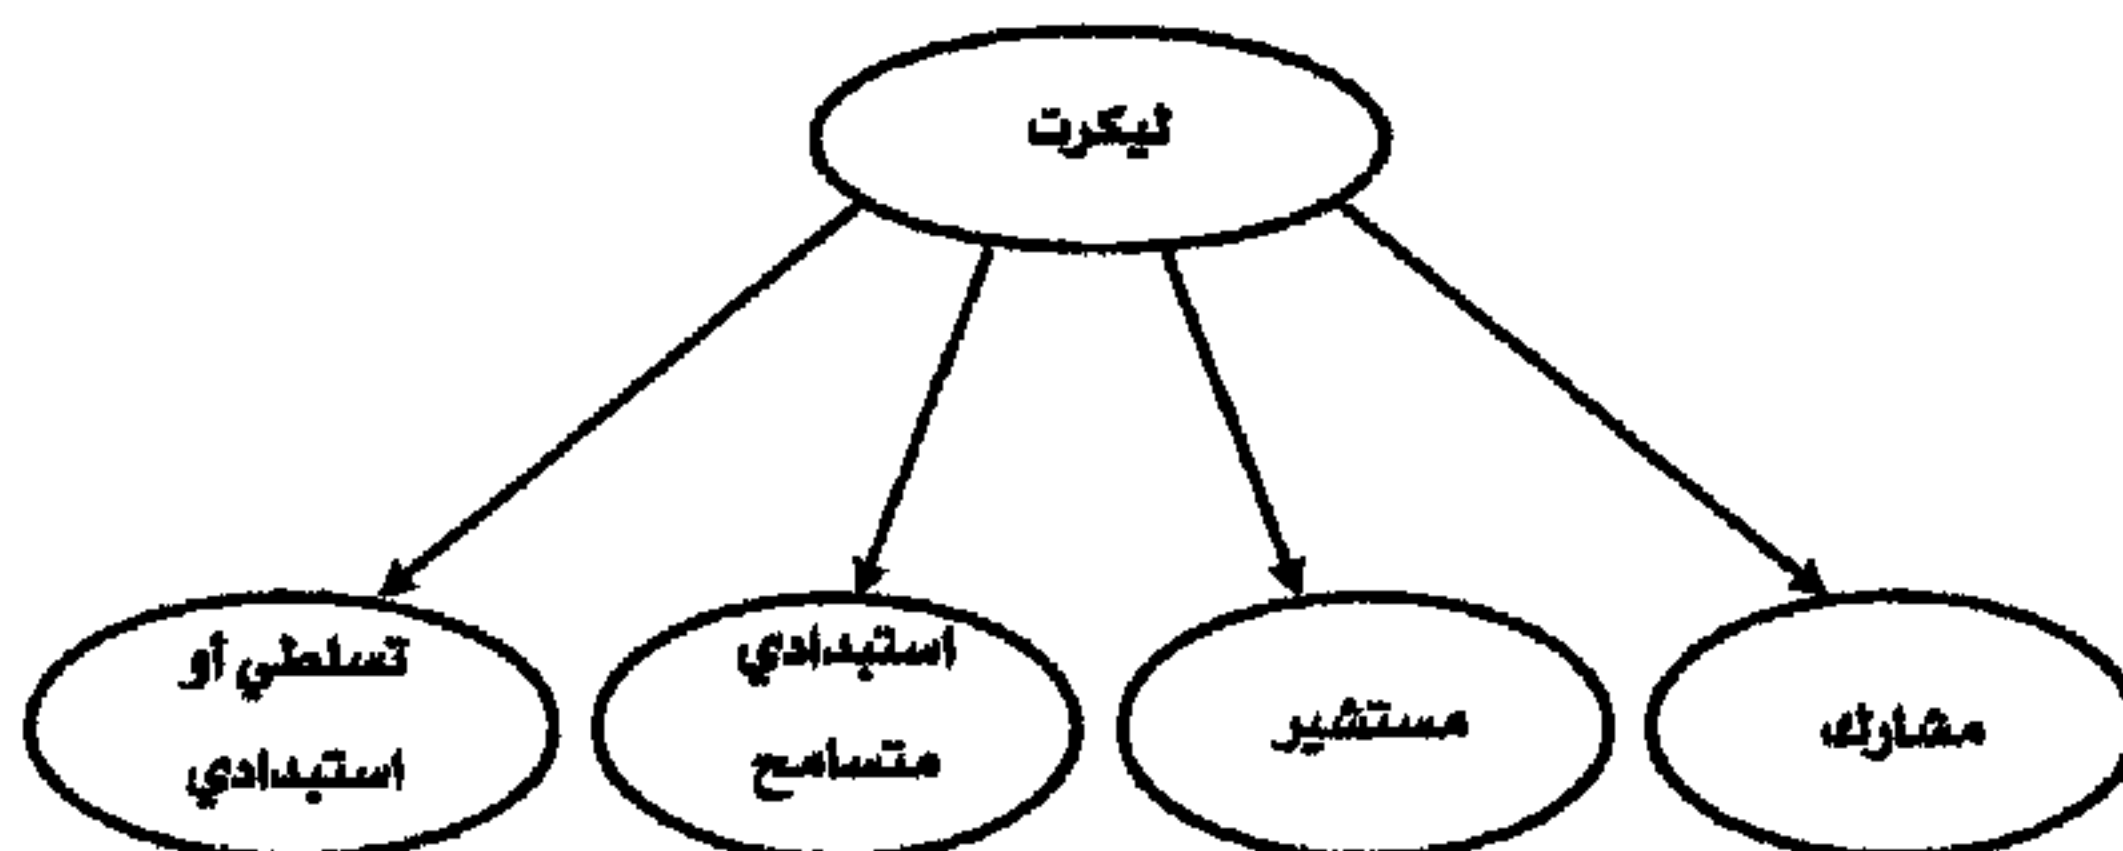 ليكرت
مشارك
مستشير
استبدادي
متسامح
تسلطي أو
استبدادي